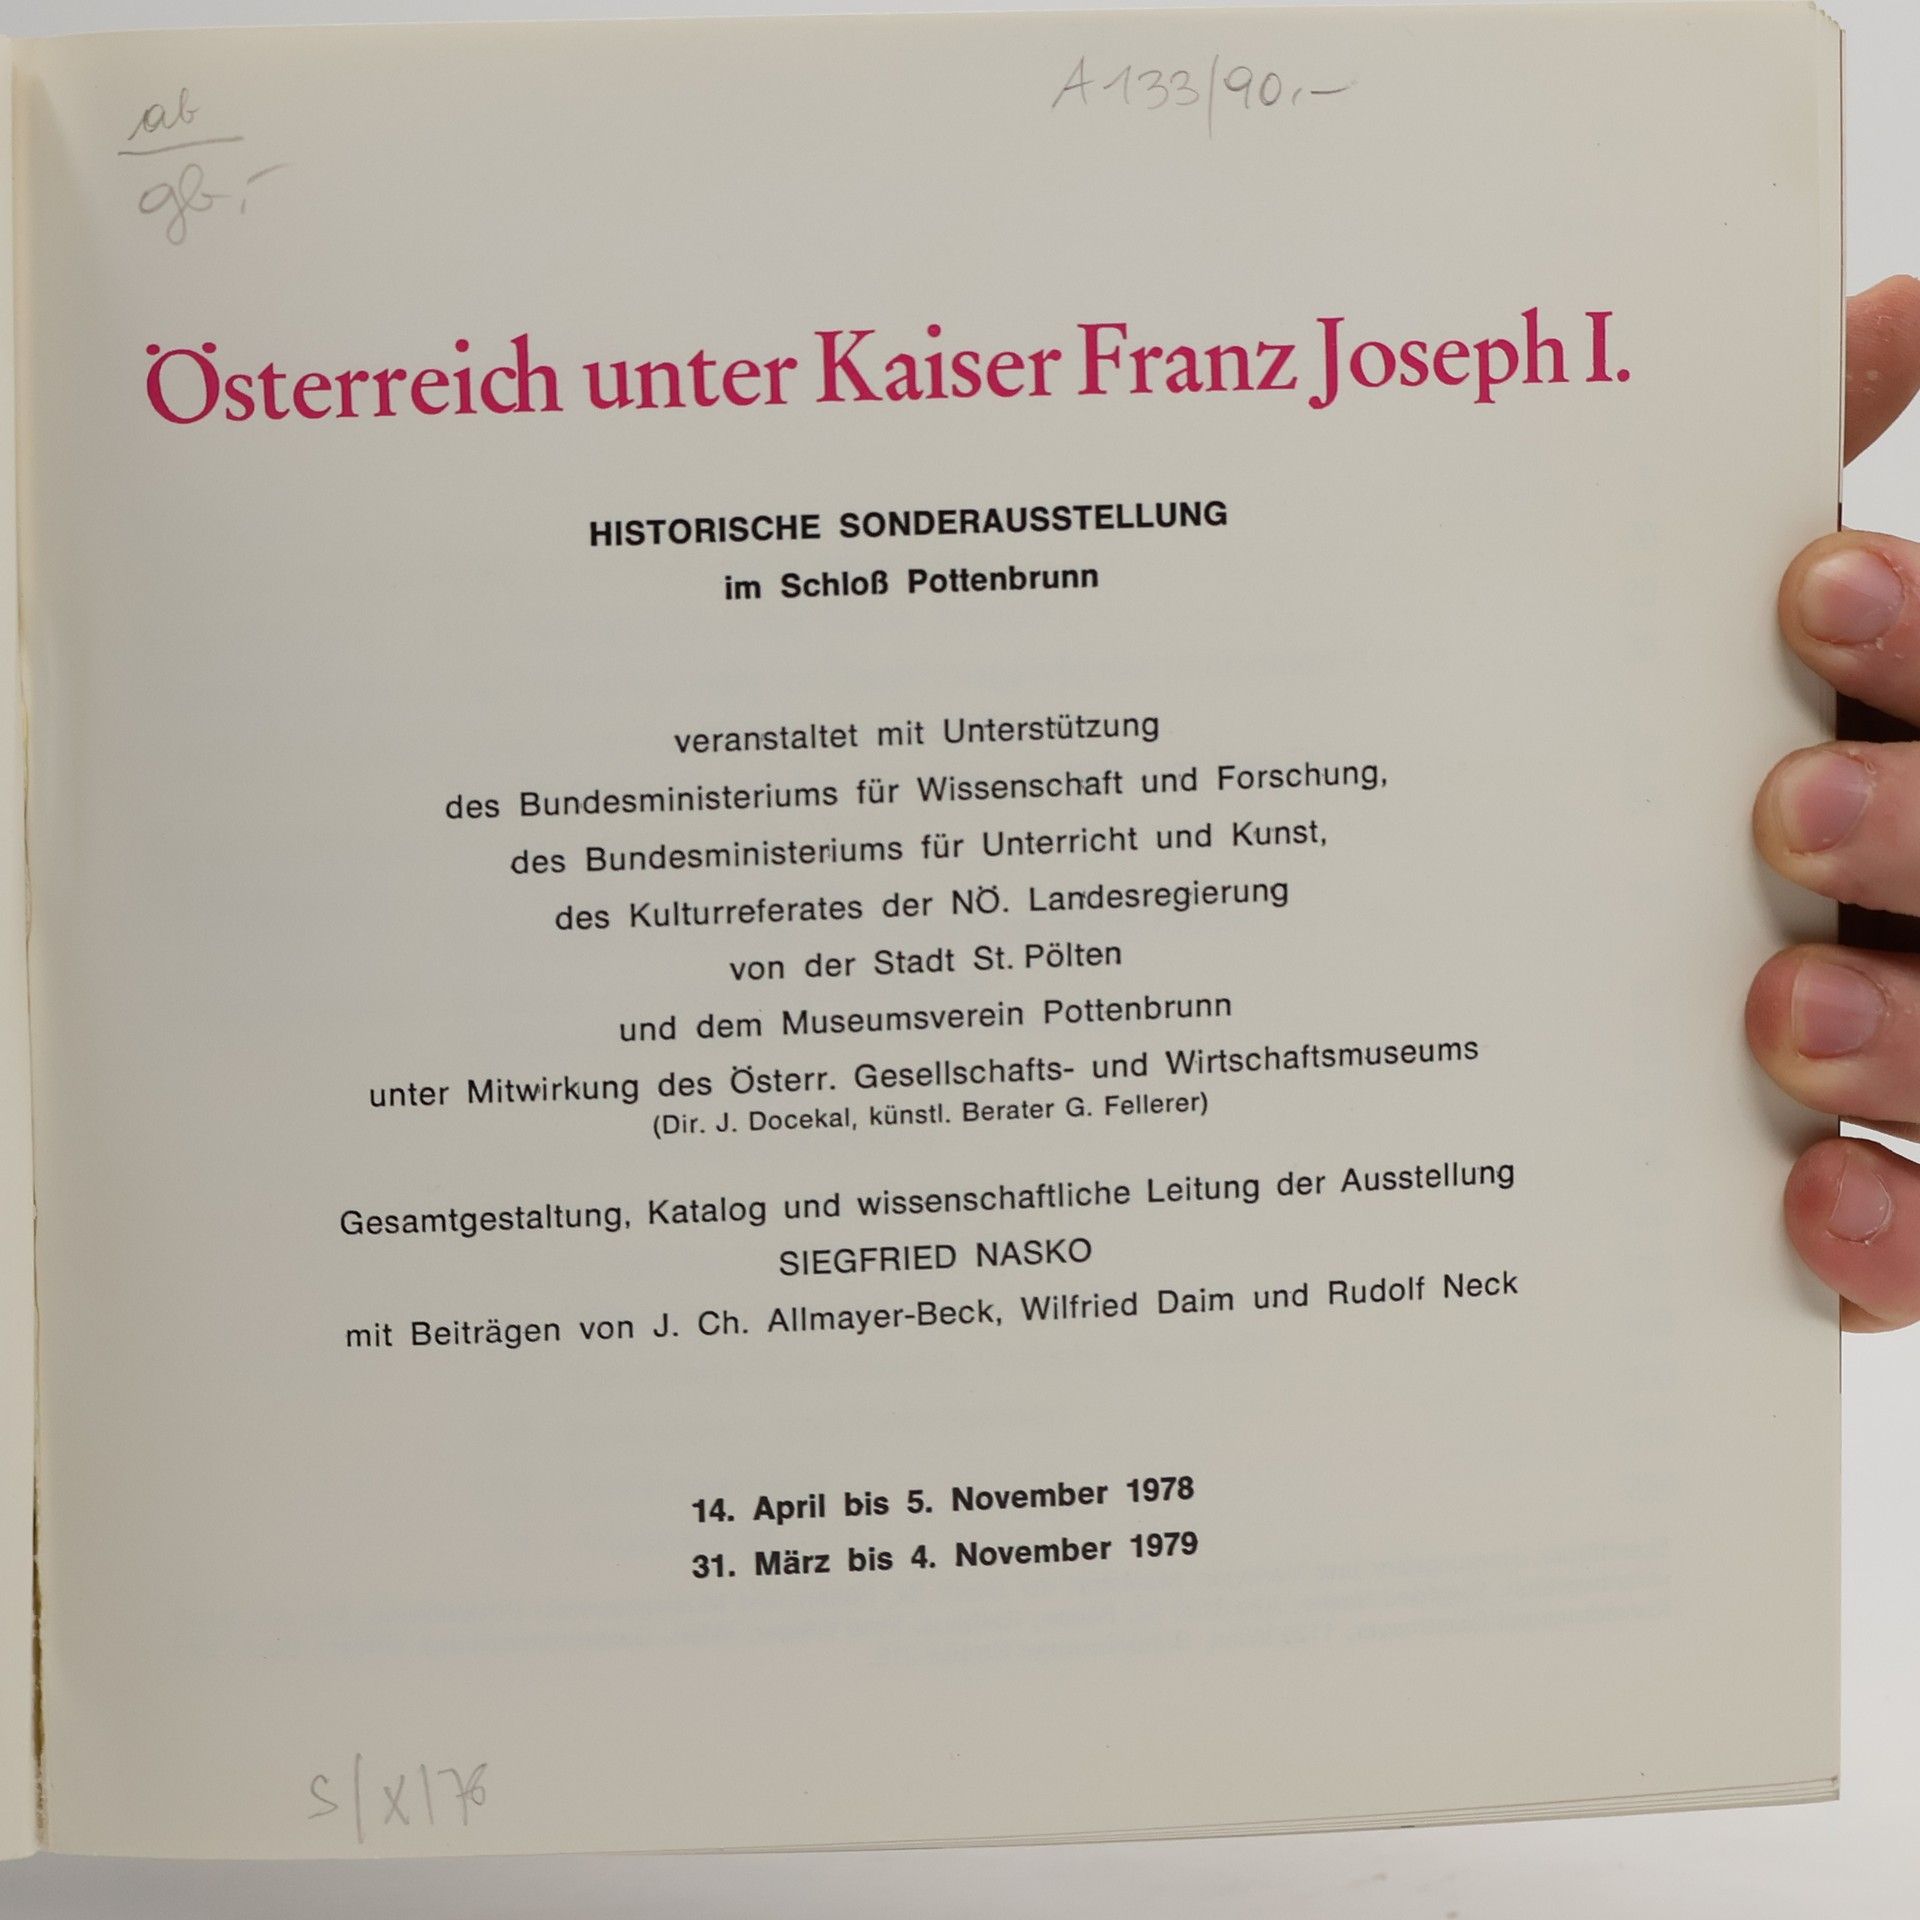 ab
A 133/90,-
gb,-
Österreich unter Kaiser Franz Joseph I.
HISTORISCHE SONDERAUSSTELLUNG
im Schloß Pottenbrunn
veranstaltet mit Unterstützung
des Bundesministeriums für Wissenschaft und Forschung,
des Bundesministeriums für Unterricht und Kunst,
des Kulturreferates der NÖ. Landesregierung
von der Stadt St. Pölten
und dem Museumsverein Pottenbrunn
unter Mitwirkung des Österr. Gesellschafts- und Wirtschaftsmuseums
(Dir. J. Docekal, künstl. Berater G. Fellerer)
Gesamtgestaltung, Katalog und wissenschaftliche Leitung der Ausstellung
SIEGFRIED NASKO
mit Beiträgen von J. Ch. Allmayer-Beck, Wilfried Daim und Rudolf Neck
14. April bis 5. November 1978
31. März bis 4. November 1979
S/X/76